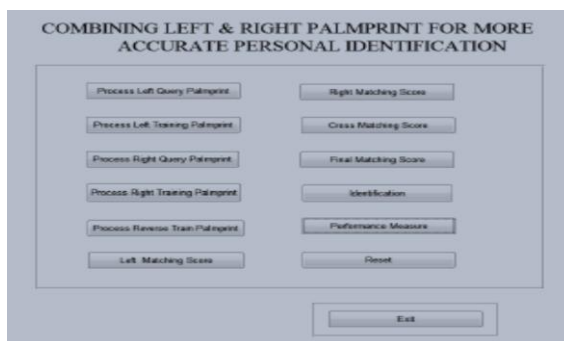 COMBINING LEFT & RIGHT PALMPRINT FOR MORE
ACCURATE PERSONAL IDENTIFICATION
Process Left Query Palmprint
Process Left Training Palmprint
Process Right Query Palmprint
Process Right Training Palmprint
Process Reverse Train Palmprint
Left Matching Score
Right Matching Score
Cross Matching Score
Final Matching Score
Identification
Performance Measure
Reset
Exit